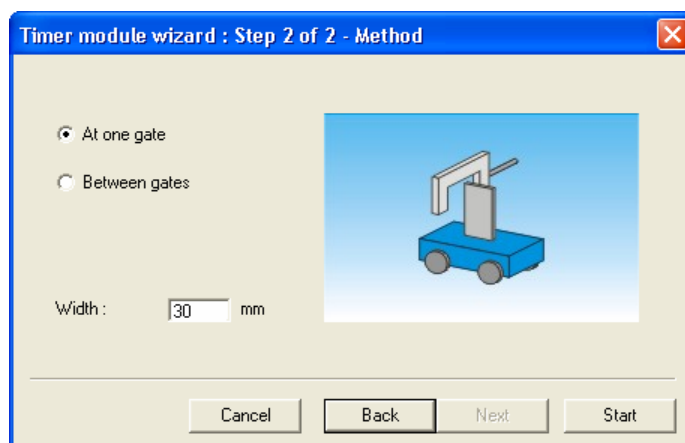 Timer module wizard : Step 2 of 2 - Method
At one gate
Between gates
Width : 30 mm
Cancel Back Next Start